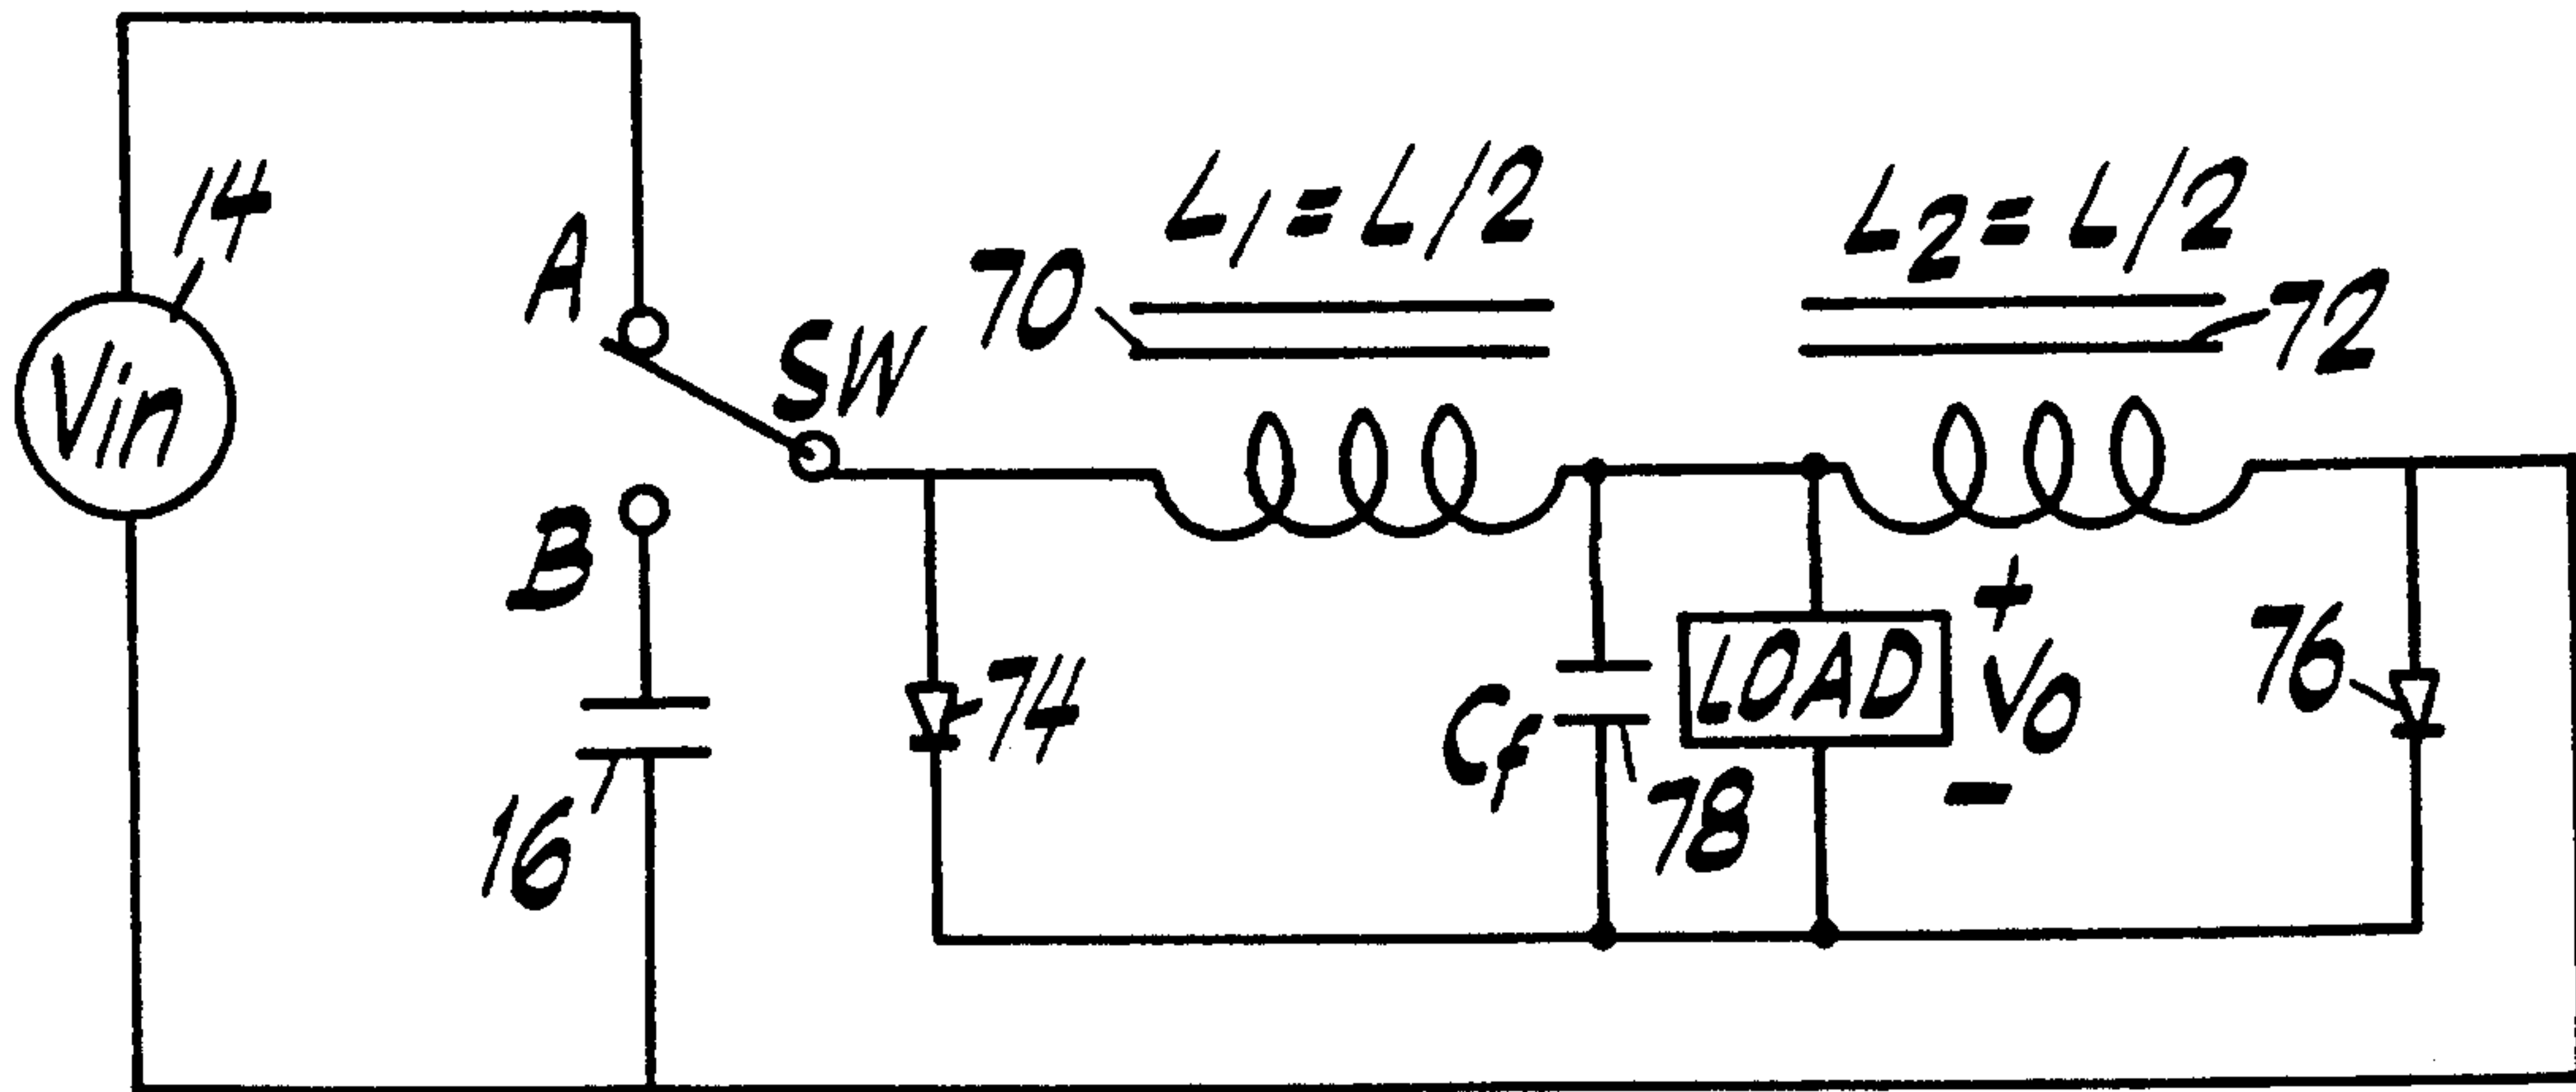 14
Vin
A
SW
B
16
70
L1 = L/2
L2 = L/2
72
74
Cf
78
LOAD
+
Vo
-
76